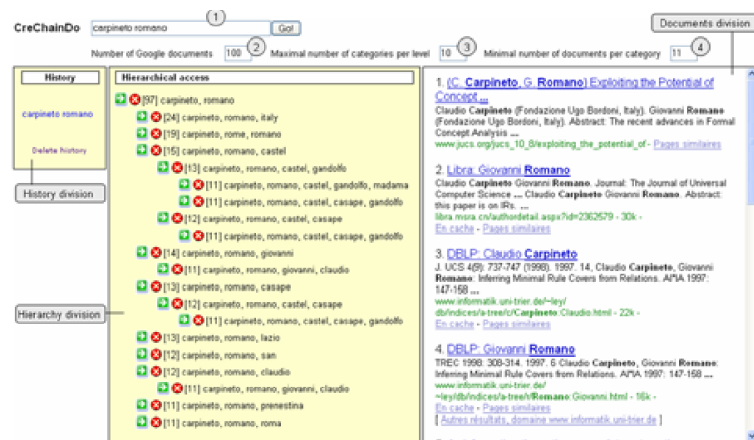 CreChainDo carpineto romano Go! 1
Documents division
Number of Google documents 100 2 Maximal number of categories per level 10 3 Minimal number of documents per category 11 4
History
carpineto romano
Delete history
History division
Hierarchy division
Hierarchical access
[97] carpineto, romano
[24] carpineto, romano, italy
[19] carpineto, rome, romano
[15] carpineto, romano, castel
[13] carpineto, romano, castel, gandolfo
[11] carpineto, romano, castel, gandolfo, madama
[11] carpineto, romano, castel, casape, gandolfo
[12] carpineto, romano, castel, casape
[11] carpineto, romano, castel, casape, gandolfo
[14] carpineto, romano, giovanni
[11] carpineto, romano, giovanni, claudio
[13] carpineto, romano, casape
[12] carpineto, romano, castel, casape
[11] carpineto, romano, castel, casape, gandolfo
[13] carpineto, romano, lazio
[12] carpineto, romano, san
[12] carpineto, romano, claudio
[11] carpineto, romano, giovanni, claudio
[11] carpineto, romano, prenestina
[11] carpineto, romano, roma
1. (C. Carpineto, G. Romano) Exploiting the Potential of
Concept ...
Claudio Carpineto (Fondazione Ugo Bordoni, Italy). Giovanni Romano
(Fondazione Ugo Bordoni, Italy). Abstract: The recent advances in Formal
Concept Analysis ...
www.jucs.org/jucs_10_8/exploiting_the_potential_of - Pages similaires
2. Libra: Giovanni Romano
Claudio Carpineto Giovanni Romano. Journal: The Journal of Universal
Computer Science ... Claudio Carpineto Giovanni Romano. Abstract:
this paper is on IRs. ...
libra.msra.cn/authordetail.aspx?id=2362579 - 30k -
En cache - Pages similaires
3. DBLP: Claudio Carpineto
J. UCS 4(9): 737-747 (1998). 1997. 14, Claudio Carpineto, Giovanni
Romano: Inferring Minimal Rule Covers from Relations. AI*IA 1997:
147-158 ...
www.informatik.uni-trier.de/~ley/
db/indices/a-tree/c/Carpineto:Claudio.html - 22k -
En cache - Pages similaires
4. DBLP: Giovanni Romano
TREC 1998: 308-314. 1997. 6 Claudio Carpineto, Giovanni Romano:
Inferring Minimal Rule Covers from Relations. AI*IA 1997: 147-158 ...
www.informatik.uni-trier.de/
~ley/db/indices/a-tree/r/Romano:Giovanni.html - 16k -
En cache - Pages similaires
[ Autres résultats, domaine www.informatik.uni-trier.de ]